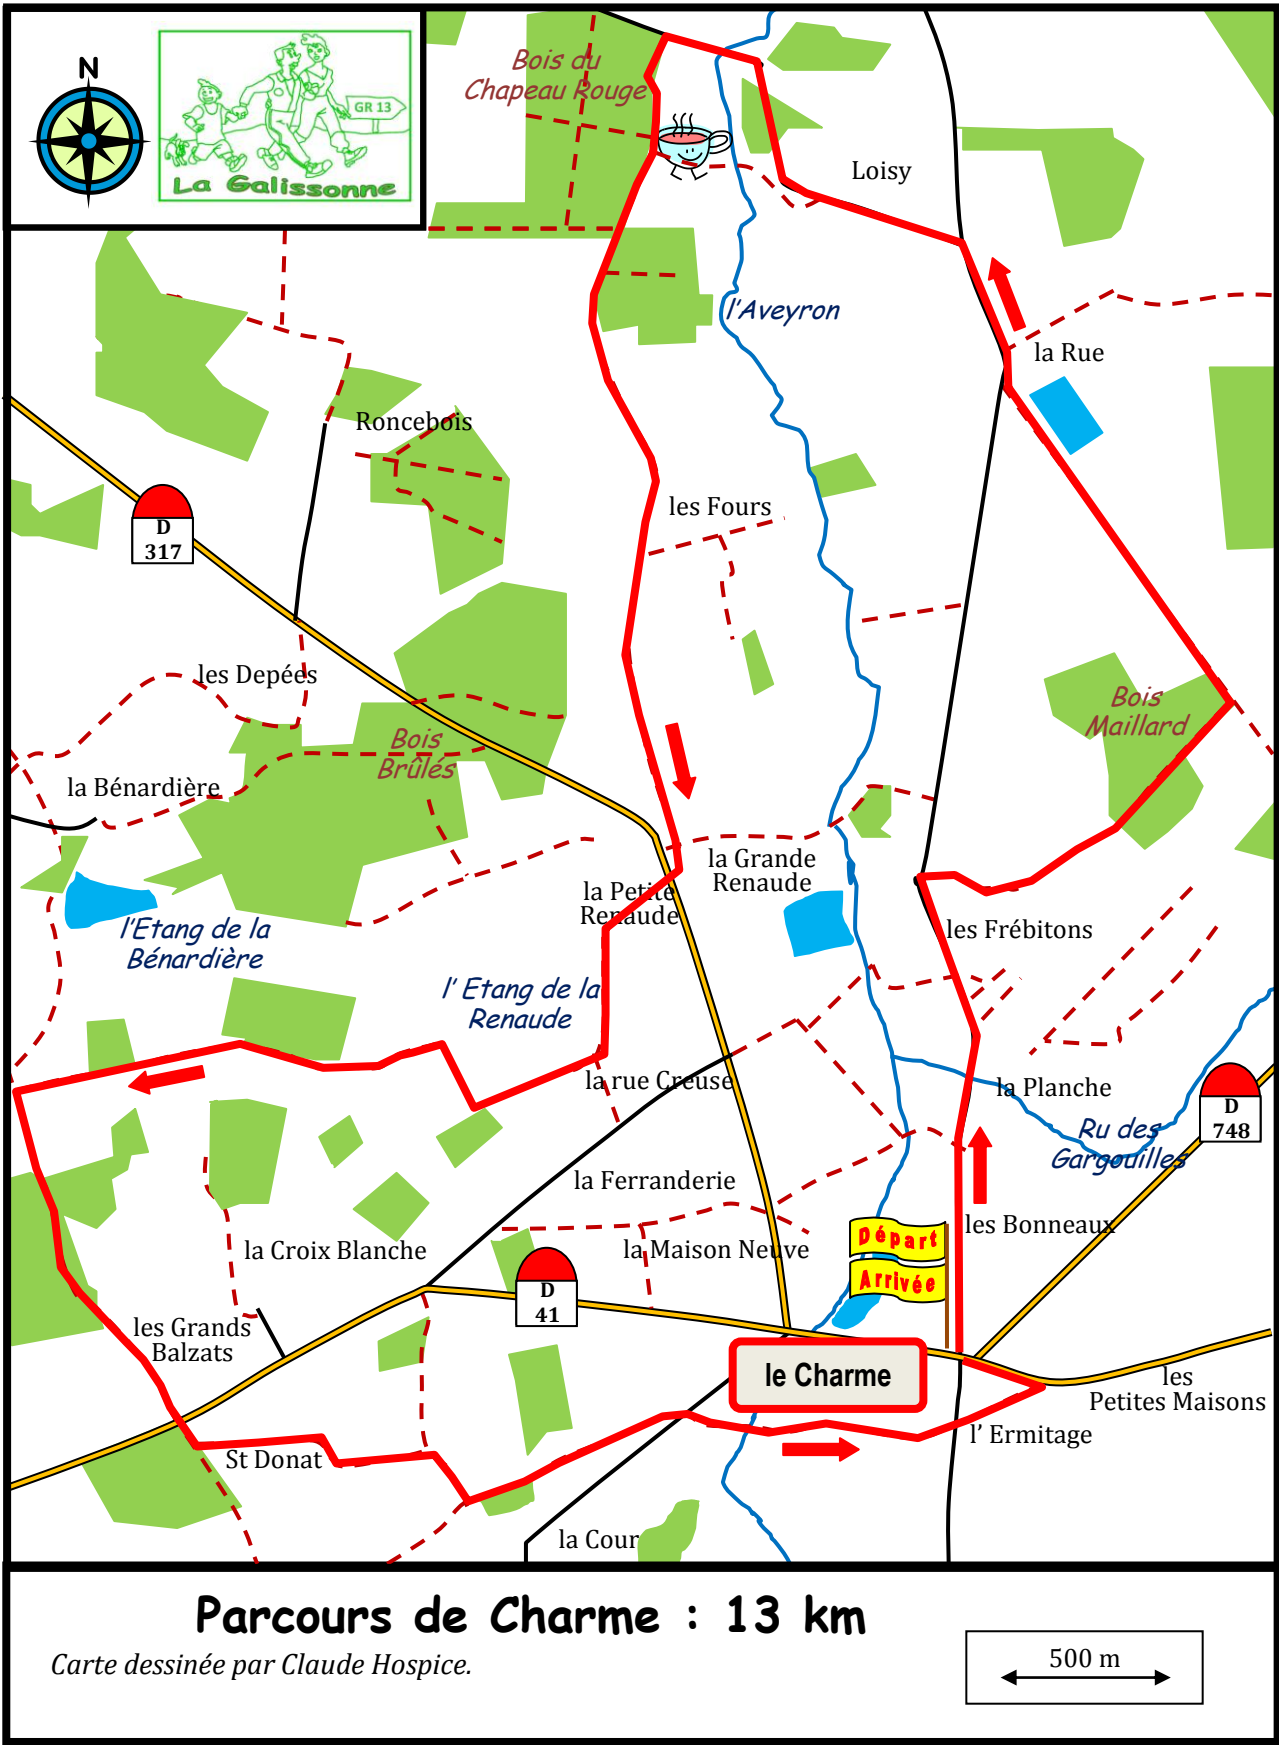 N
GR 13
La Galissonne
Bois du
Chapeau Rouge
Loisy
l'Aveyron
la Rue
Roncebois
les Fours
D
317
les Depées
Bois
Maillard
Bois
Brûlés
la Bénardière
la Grande
Renaude
la Petite
Renaude
les Frébitons
l'Etang de la
Bénardière
l' Etang de la
Renaude
la rue Creuse
la Planche
D
748
Ru des
Gargouilles
la Ferranderie
les Bonneaux
Départ
Arrivée
la Croix Blanche
la Maison Neuve
D
41
les Grands
Balzats
le Charme
les
Petites Maisons
l' Ermitage
St Donat
la Cour
Parcours de Charme : 13 km
Carte dessinée par Claude Hospice.
500 m